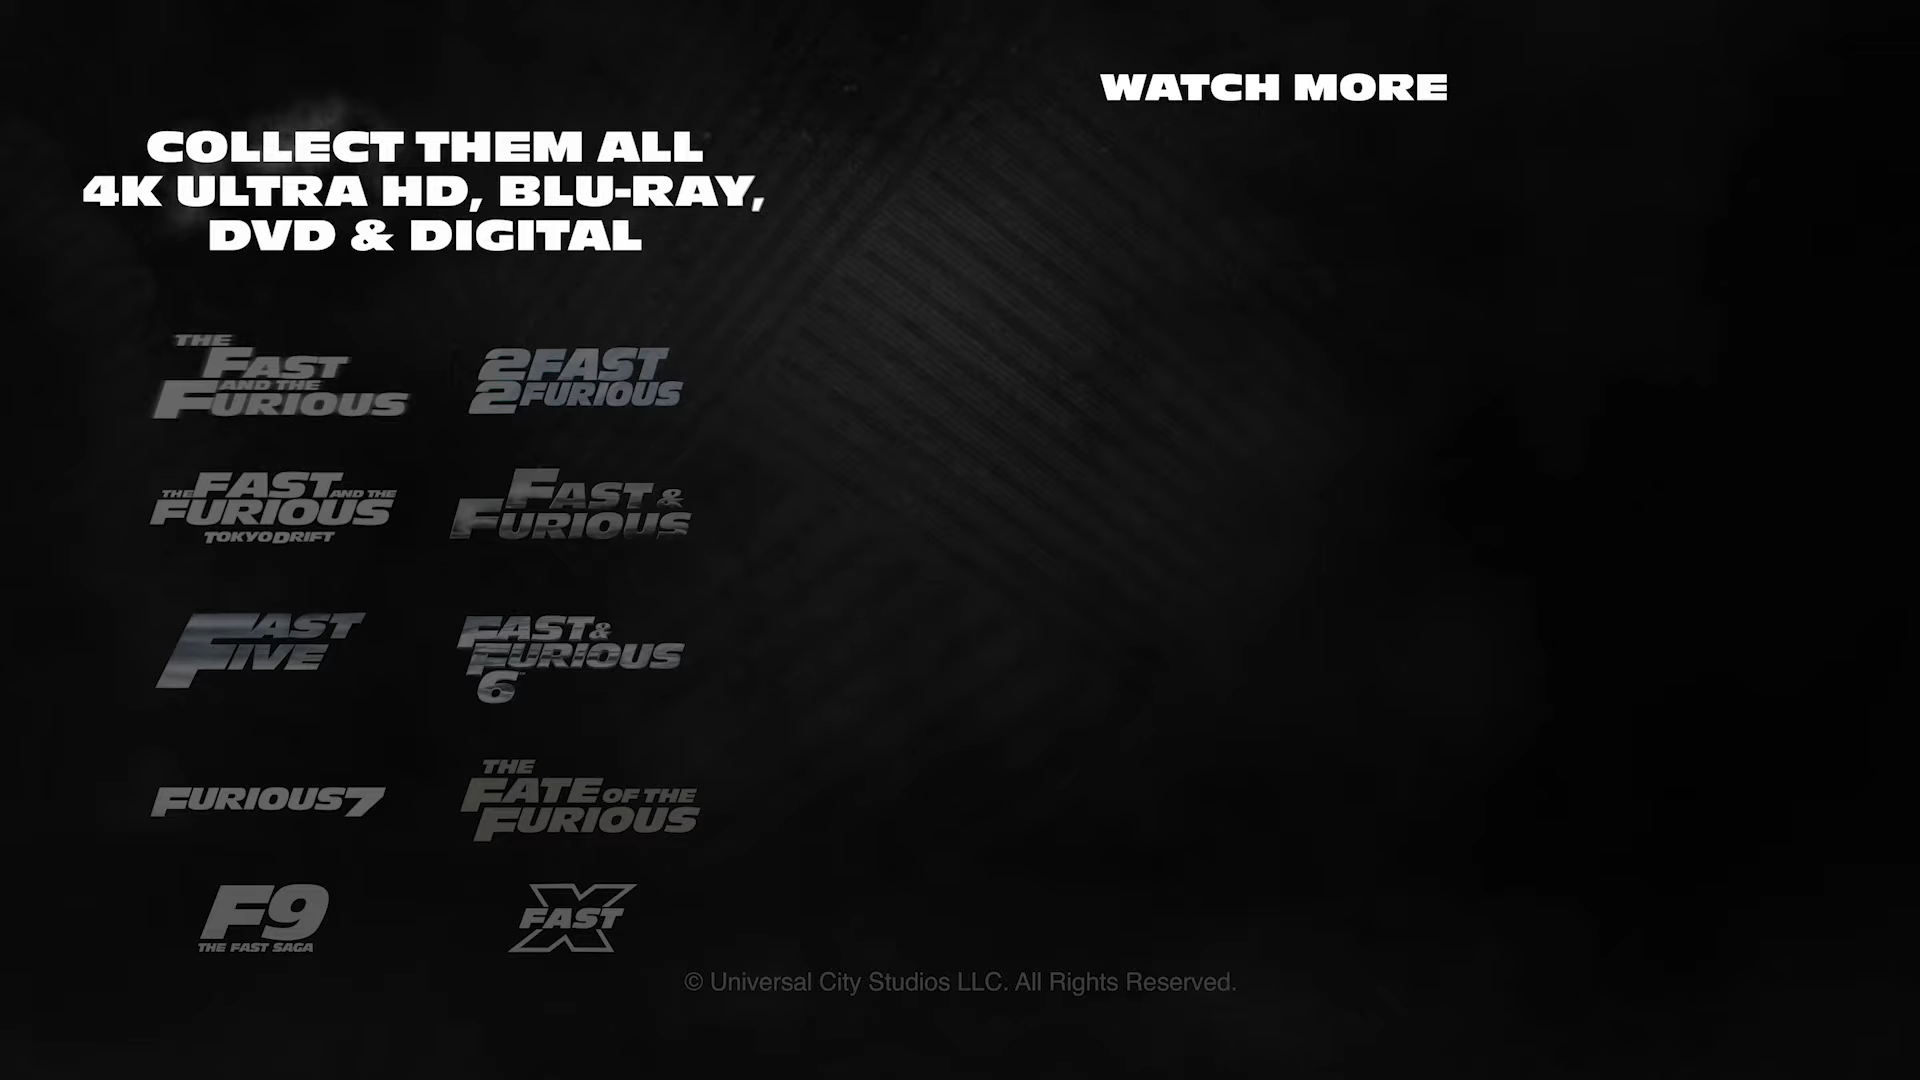 WATCH MORE
COLLECT THEM ALL
4K ULTRA HD, BLU-RAY,
DVD & DIGITAL
THE
FAST
AND THE
FURIOUS
2 FAST
2 FURIOUS
THE FAST AND THE
FURIOUS
TOKYO DRIFT
FAST &
FURIOUS
FAST
FIVE
FAST &
FURIOUS
6
FURIOUS 7
THE
FATE OF THE
FURIOUS
F9
THE FAST SAGA
FAST X
© Universal City Studios LLC. All Rights Reserved.